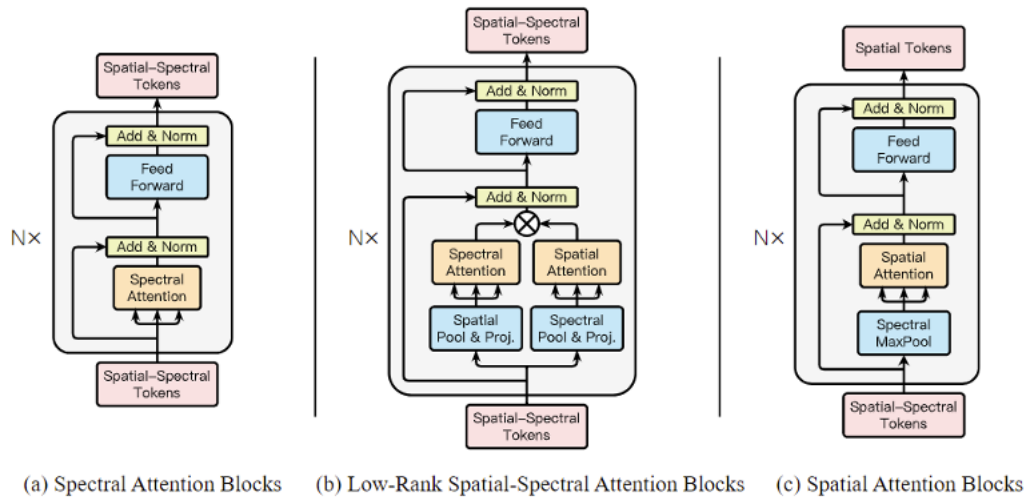 Spatial–Spectral
Tokens
Add & Norm
Feed
Forward
N×
Add & Norm
Spectral
Attention
Spatial–Spectral
Tokens
(a) Spectral Attention Blocks
Spatial–Spectral
Tokens
Add & Norm
Feed
Forward
Add & Norm
N×
Spectral
Attention
Spatial
Attention
Spatial
Pool & Proj.
Spectral
Pool & Proj.
Spatial–Spectral
Tokens
(b) Low-Rank Spatial-Spectral Attention Blocks
Spatial Tokens
Add & Norm
Feed
Forward
Add & Norm
N×
Spatial
Attention
Spectral
MaxPool
Spatial–Spectral
Tokens
(c) Spatial Attention Blocks